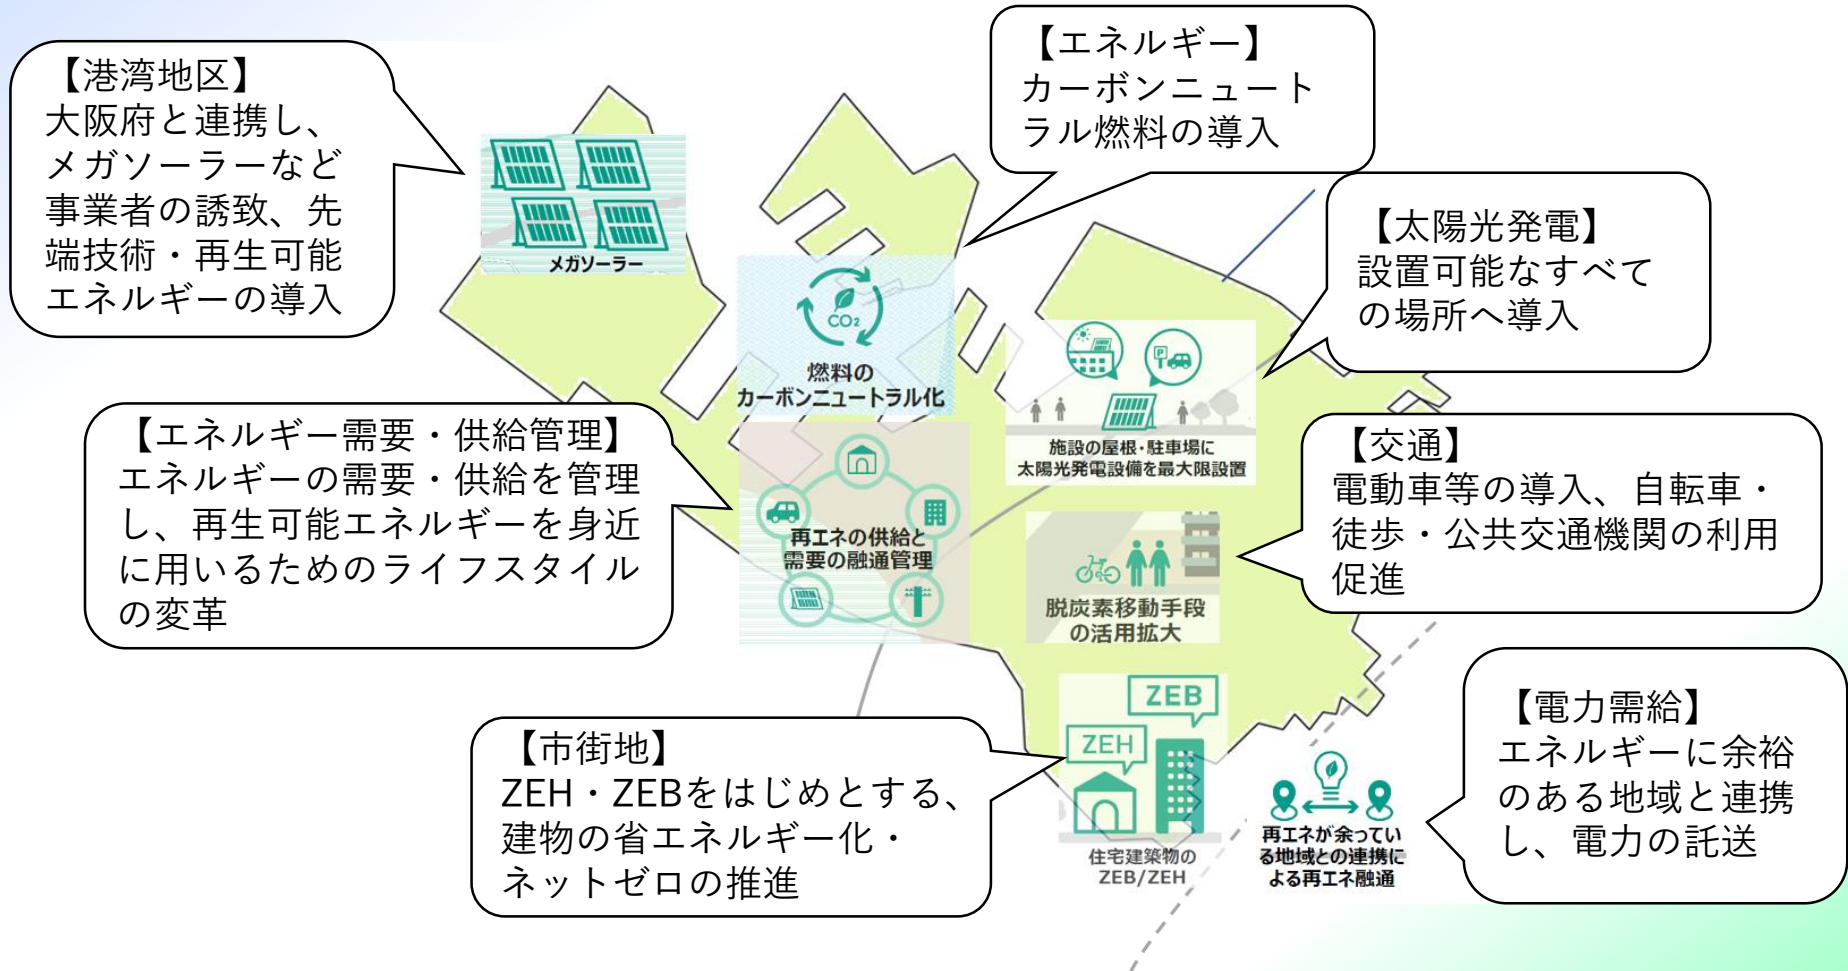 【港湾地区】
大阪府と連携し、
メガソーラーなど
事業者の誘致、先
端技術・再生可能
エネルギーの導入
【エネルギー】
カーボンニュート
ラル燃料の導入
【太陽光発電】
設置可能なすべて
の場所へ導入
メガソーラー
CO₂
燃料の
カーボンニュートラル化
P
施設の屋根・駐車場に
太陽光発電設備を最大限設置
【エネルギー需要・供給管理】
エネルギーの需要・供給を管理
し、再生可能エネルギーを身近
に用いるためのライフスタイル
の変革
再エネの供給と
需要の融通管理
【交通】
電動車等の導入、自転車・
徒歩・公共交通機関の利用
促進
脱炭素移動手段
の活用拡大
【市街地】
ZEH・ZEBをはじめとする、
建物の省エネルギー化・
ネットゼロの推進
ZEB
ZEH
住宅建築物の
ZEB/ZEH
再エネが余ってい
る地域との連携に
よる再エネ融通
【電力需給】
エネルギーに余裕
のある地域と連携
し、電力の託送